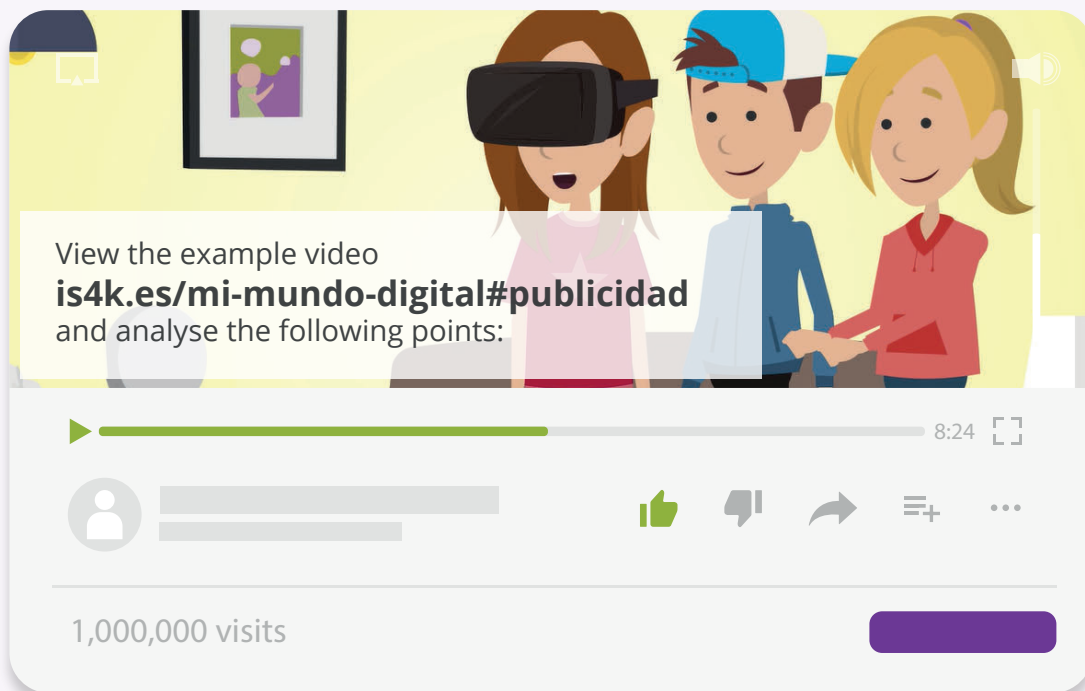 View the example video
is4k.es/mi-mundo-digital#publicidad
and analyse the following points:
8:24
1,000,000 visits